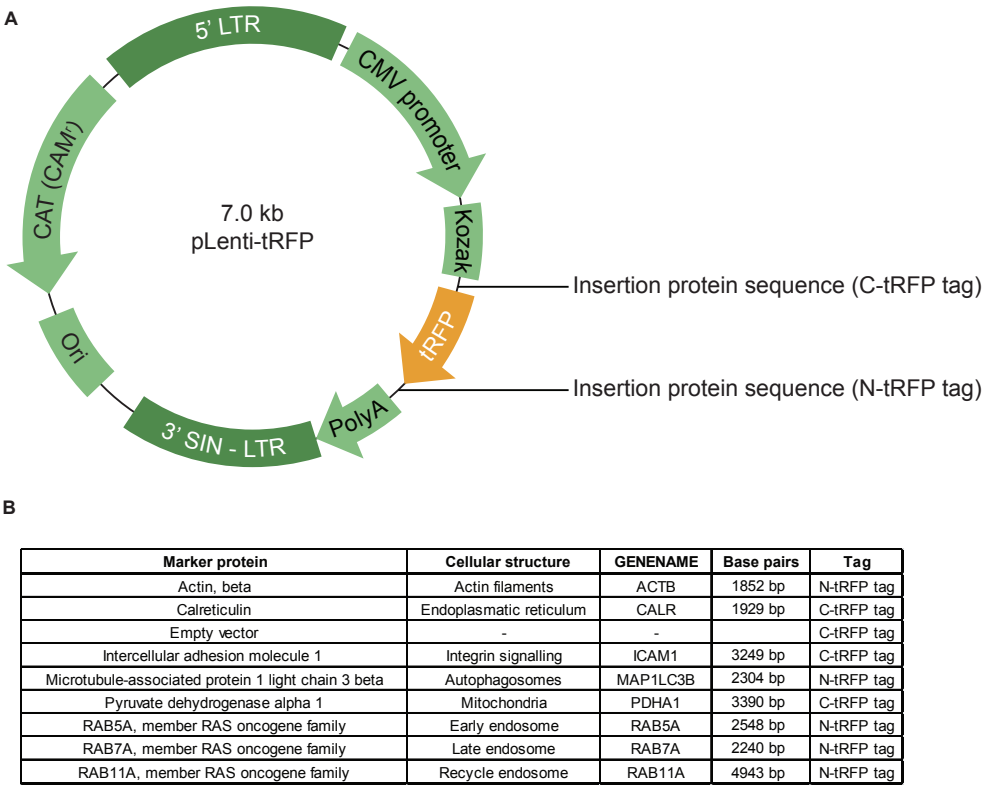 A
5' LTR
CMV promoter
CAT (CAMʳ)
7.0 kb
pLenti-tRFP
Kozak
Insertion protein sequence (C-tRFP tag)
tRFP
Ori
Insertion protein sequence (N-tRFP tag)
PolyA
3' SIN - LTR
B
Marker protein Cellular structure GENENAME Base pairs Tag
Actin, beta Actin filaments ACTB 1852 bp N-tRFP tag
Calreticulin Endoplasmatic reticulum CALR 1929 bp C-tRFP tag
Empty vector - - C-tRFP tag
Intercellular adhesion molecule 1 Integrin signalling ICAM1 3249 bp C-tRFP tag
Microtubule-associated protein 1 light chain 3 beta Autophagosomes MAP1LC3B 2304 bp N-tRFP tag
Pyruvate dehydrogenase alpha 1 Mitochondria PDHA1 3390 bp C-tRFP tag
RAB5A, member RAS oncogene family Early endosome RAB5A 2548 bp N-tRFP tag
RAB7A, member RAS oncogene family Late endosome RAB7A 2240 bp N-tRFP tag
RAB11A, member RAS oncogene family Recycle endosome RAB11A 4943 bp N-tRFP tag